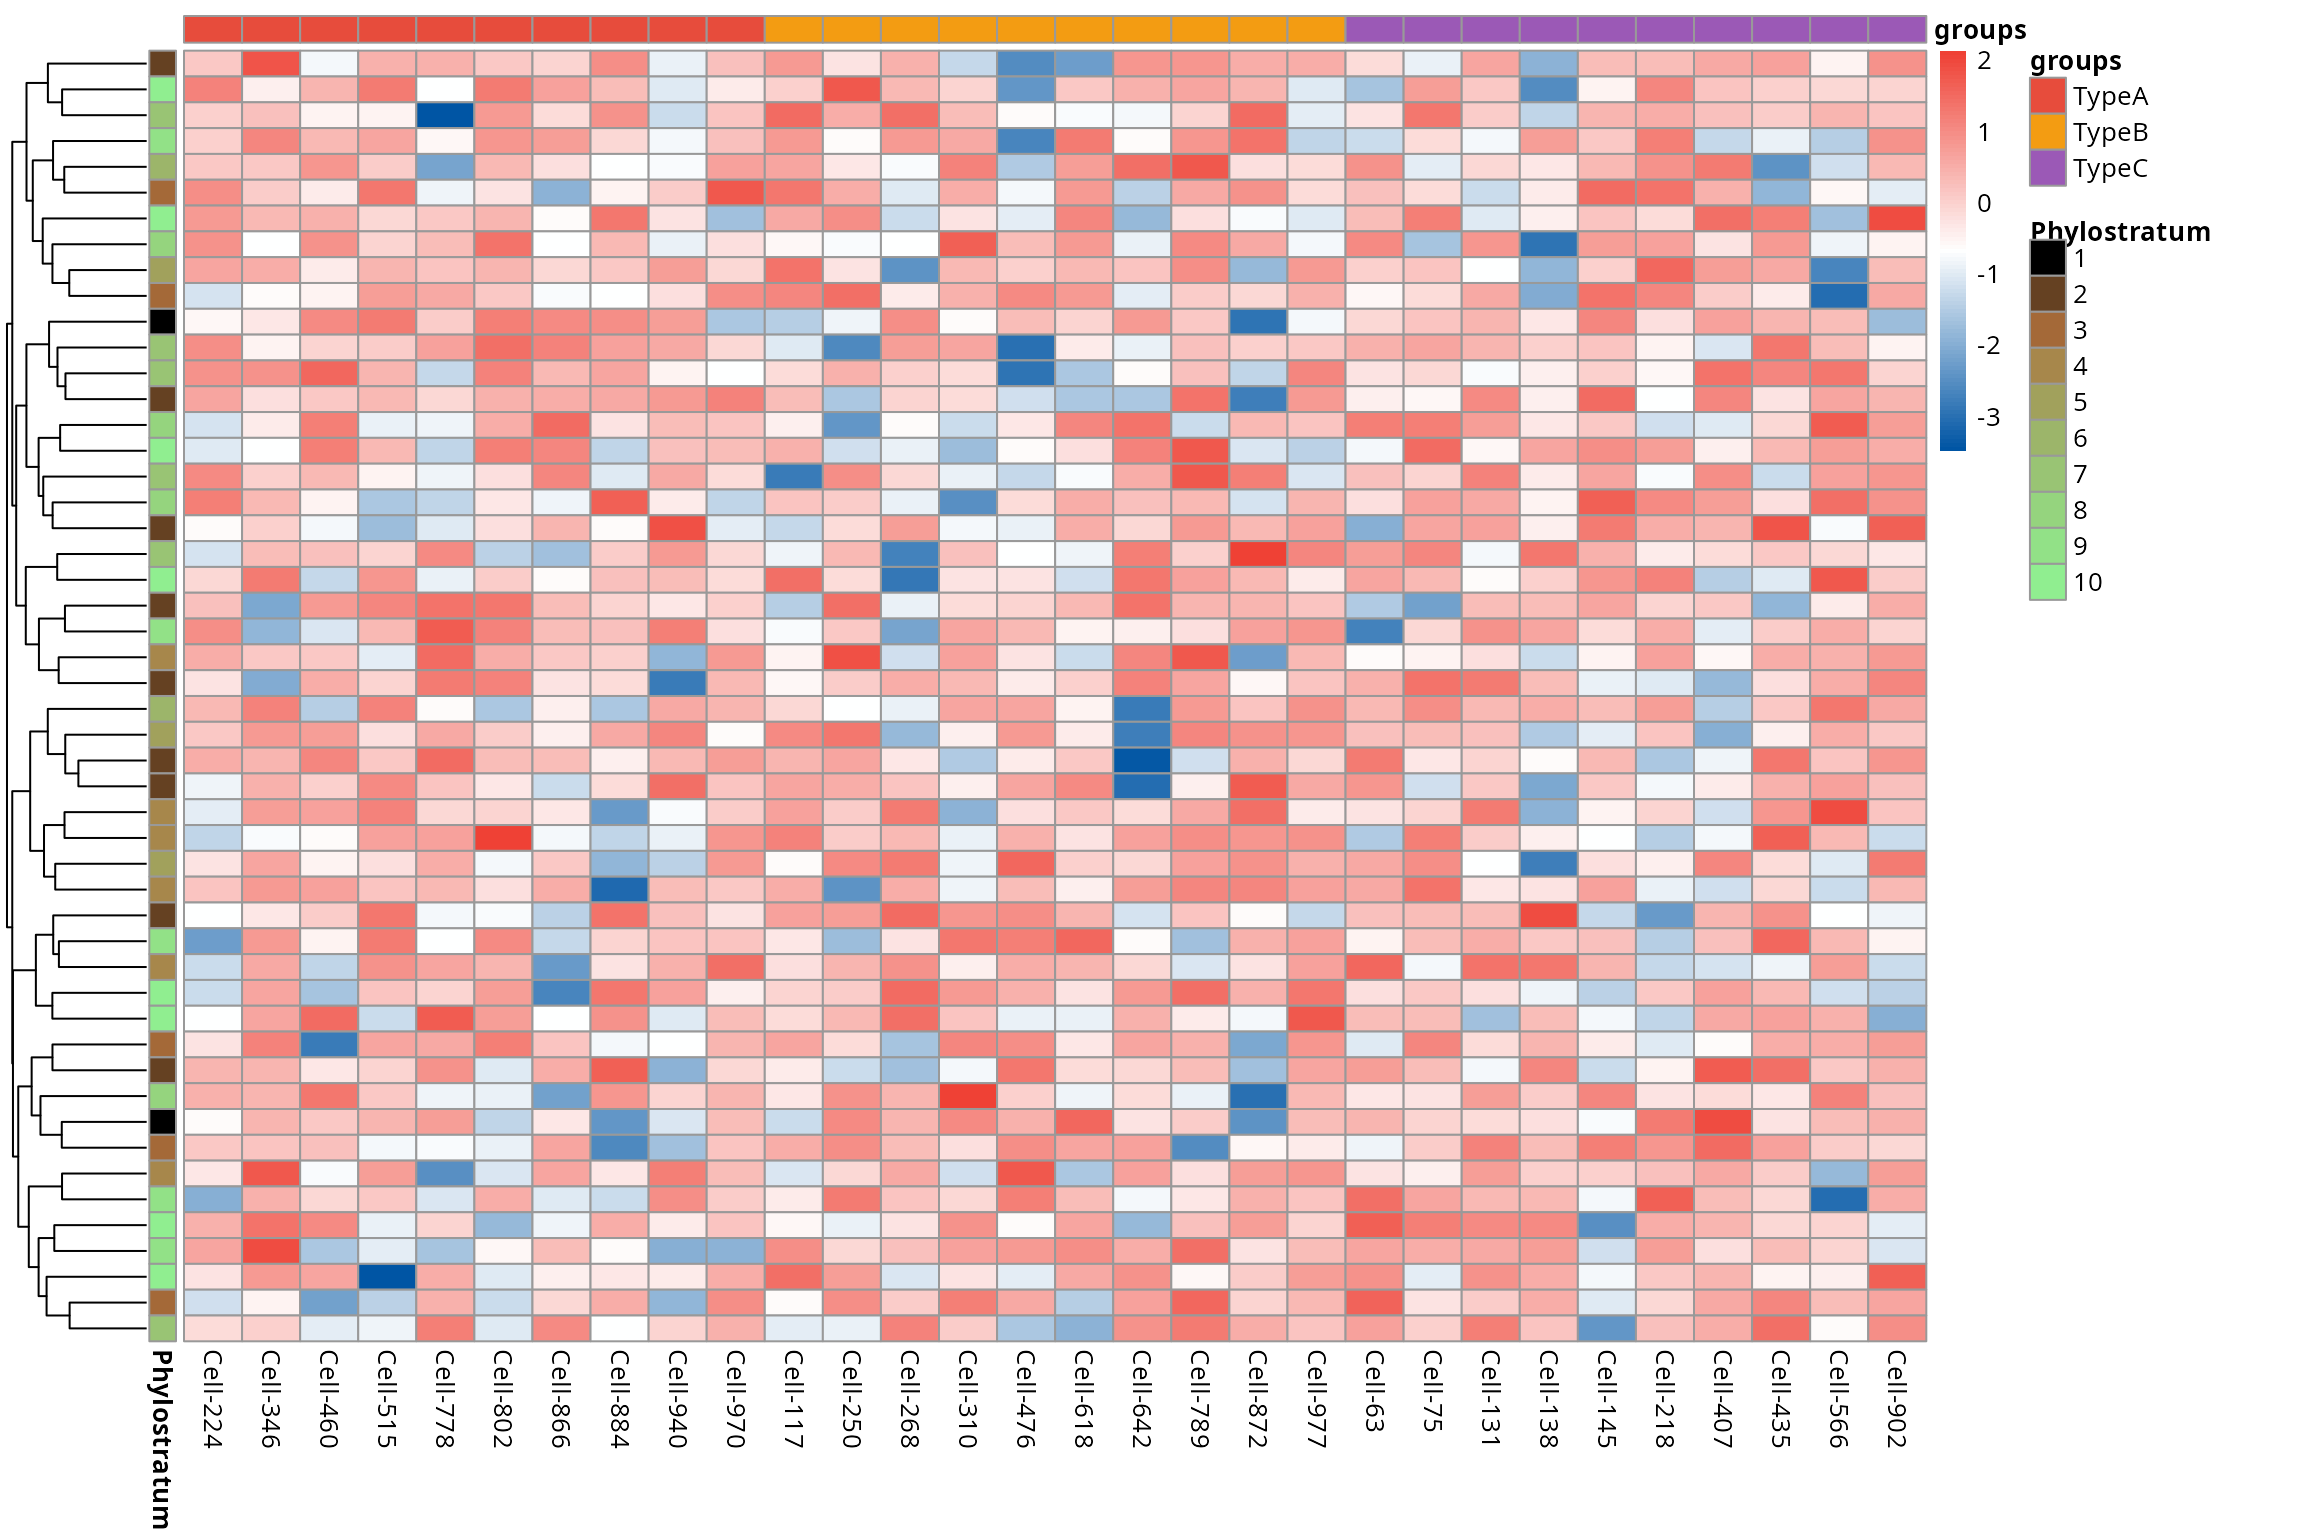 groups
2
1
0
-1
-2
-3
groups
TypeA
TypeB
TypeC
Phylostratum
1
2
3
4
5
6
7
8
9
10
Phylostratum
Cell-224
Cell-346
Cell-460
Cell-515
Cell-778
Cell-802
Cell-866
Cell-884
Cell-940
Cell-970
Cell-117
Cell-250
Cell-268
Cell-310
Cell-476
Cell-618
Cell-642
Cell-789
Cell-872
Cell-977
Cell-63
Cell-75
Cell-131
Cell-138
Cell-145
Cell-218
Cell-407
Cell-435
Cell-566
Cell-902